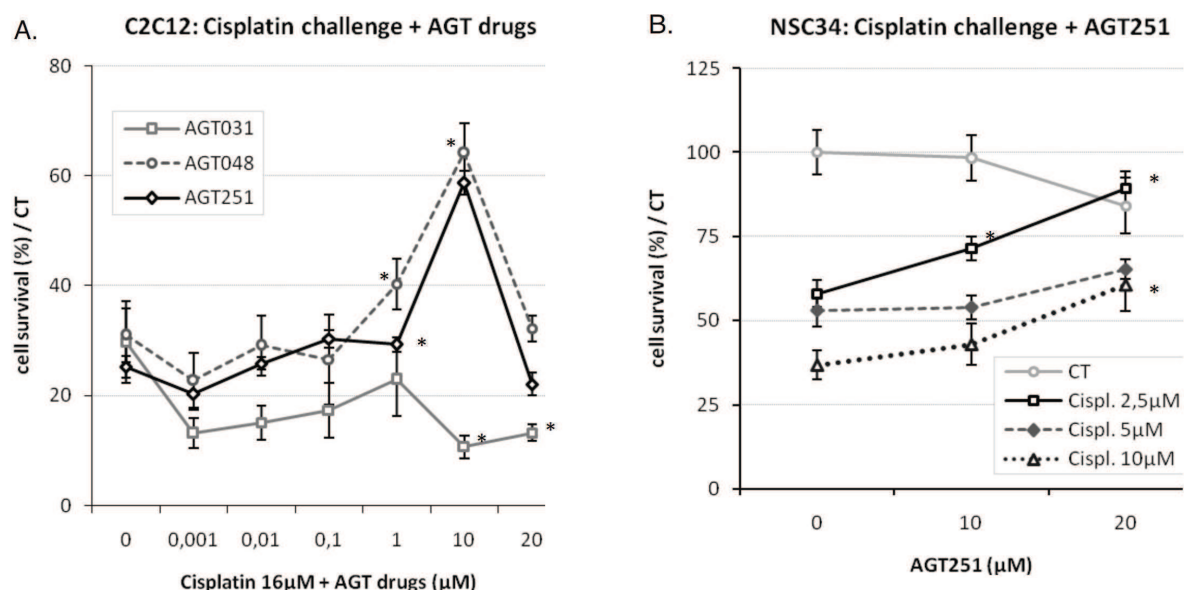 A.
C2C12: Cisplatin challenge + AGT drugs
cell survival (%) / CT
80
60
40
20
0
AGT031
AGT048
AGT251
*
*
*
*
*
0 0,001 0,01 0,1 1 10 20
Cisplatin 16µM + AGT drugs (µM)
B.
NSC34: Cisplatin challenge + AGT251
cell survival (%) / CT
125
100
75
50
25
0
*
*
*
CT
Cispl. 2,5µM
Cispl. 5µM
Cispl. 10µM
0 10 20
AGT251 (µM)